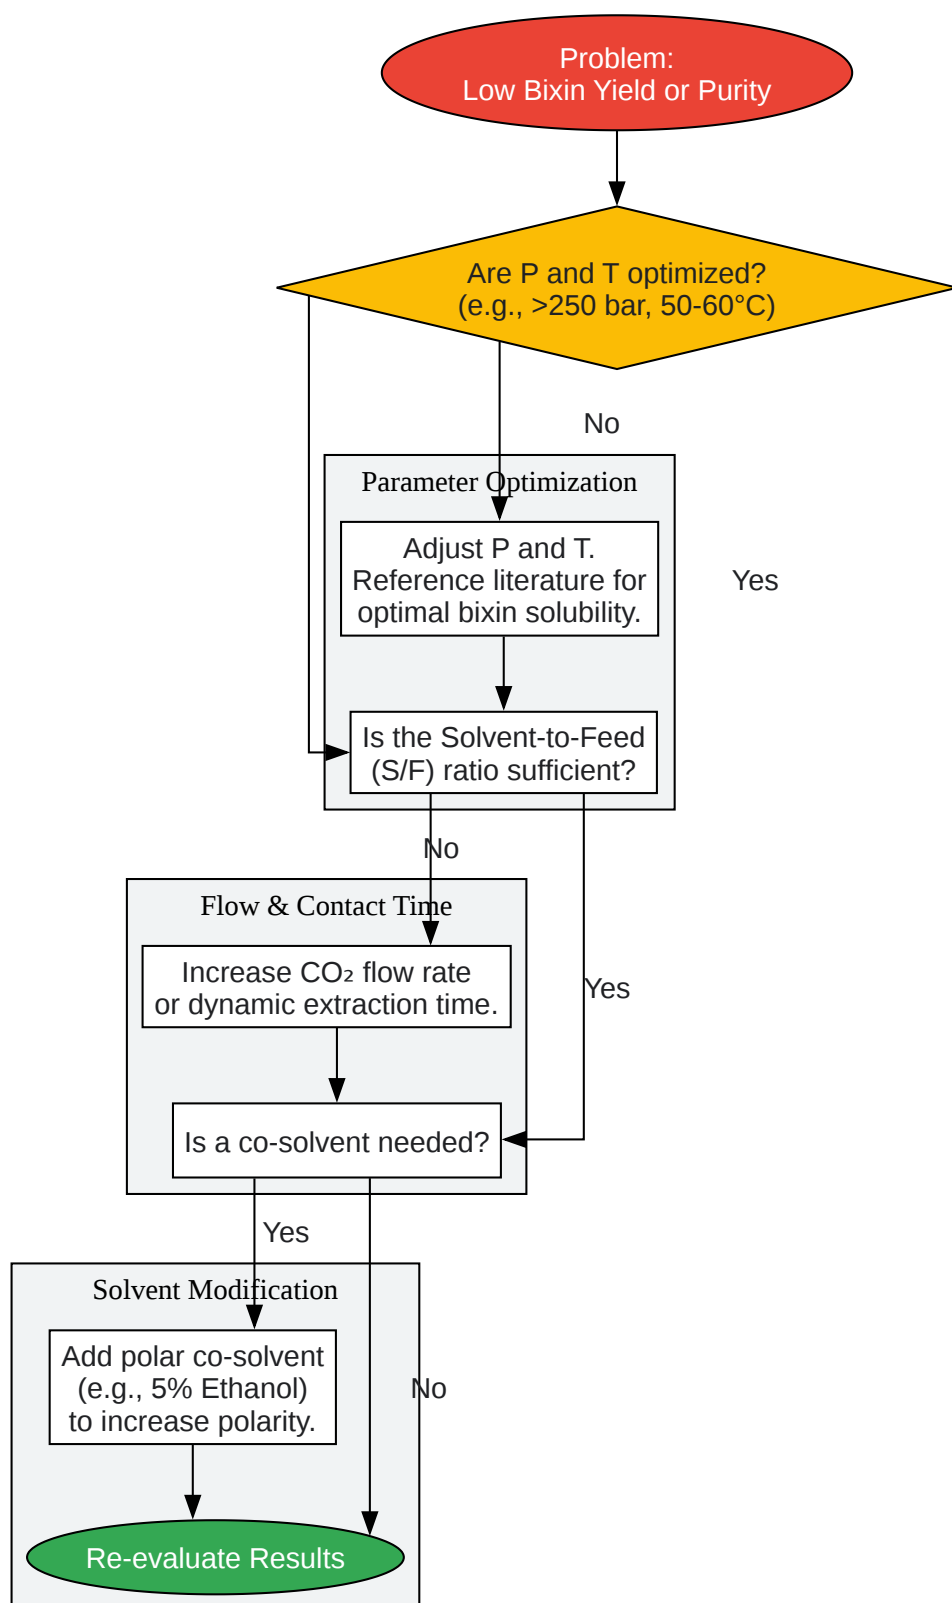 Problem:
Low Bixin Yield or Purity
Are P and T optimized?
(e.g., >250 bar, 50-60°C)
No
Parameter Optimization
Adjust P and T.
Reference literature for
optimal bixin solubility.
Yes
Is the Solvent-to-Feed
(S/F) ratio sufficient?
No
Flow & Contact Time
Increase CO₂ flow rate
or dynamic extraction time.
Yes
Is a co-solvent needed?
Yes
Solvent Modification
Add polar co-solvent
(e.g., 5% Ethanol)
to increase polarity.
No
Re-evaluate Results